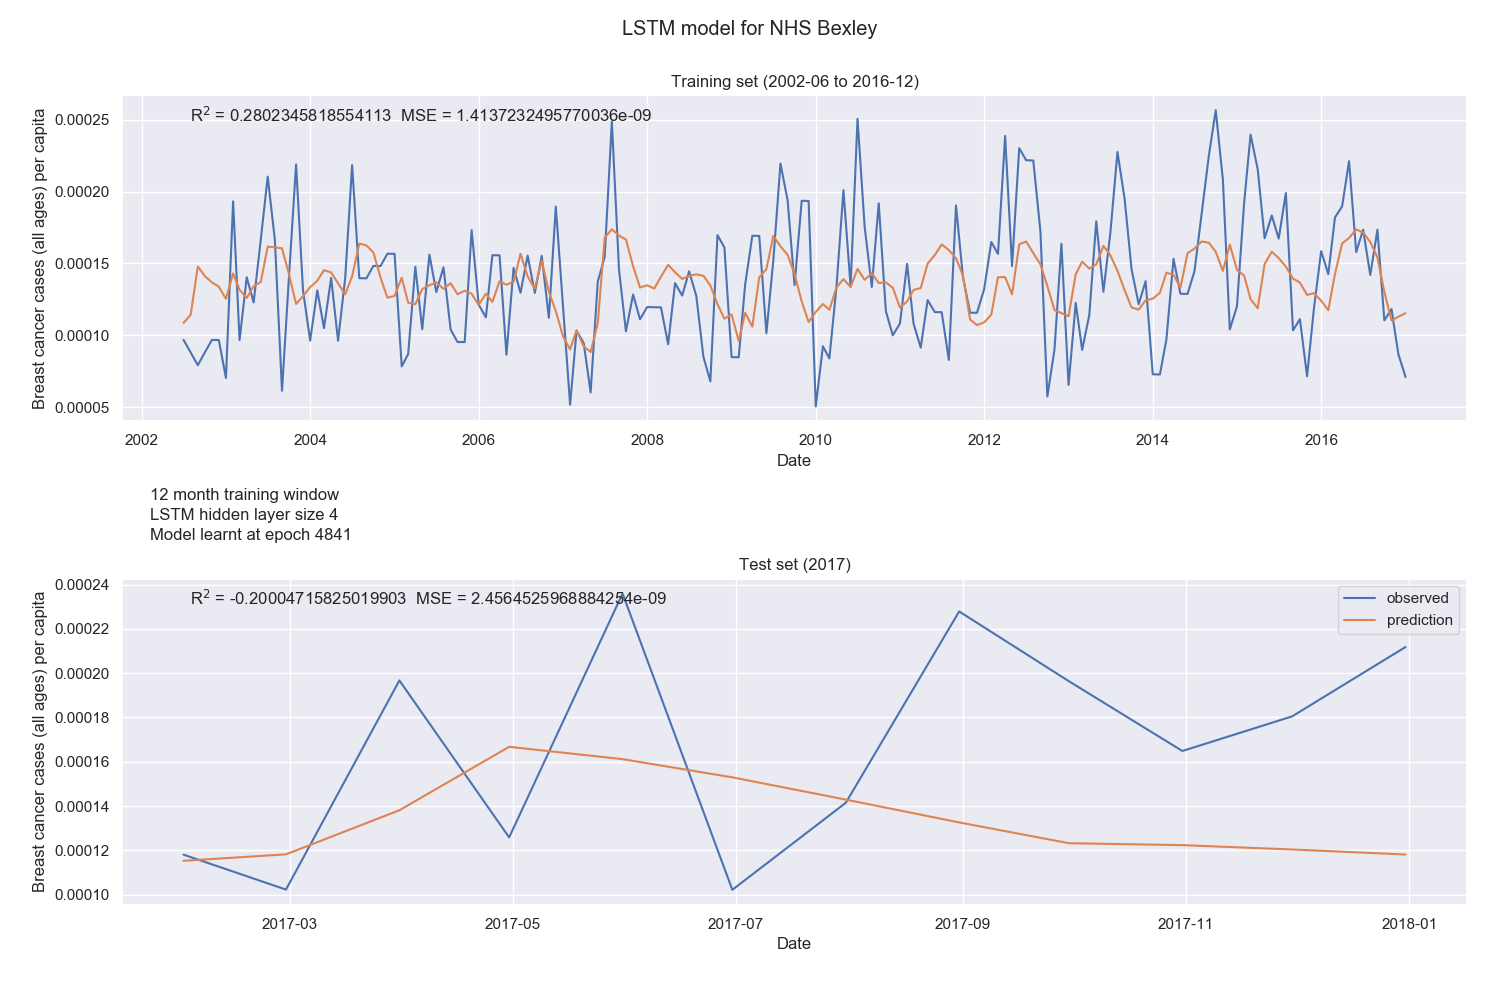 LSTM model for NHS Bexley
Training set (2002-06 to 2016-12)
R² = 0.2802345818554113 MSE = 1.4137232495770036e-09
Breast cancer cases (all ages) per capita
0.00025
0.00020
0.00015
0.00010
0.00005
2002 2004 2006 2008 2010 2012 2014 2016
Date
12 month training window
LSTM hidden layer size 4
Model learnt at epoch 4841
Test set (2017)
R² = -0.20004715825019903 MSE = 2.4564525968884254e-09
observed
prediction
Breast cancer cases (all ages) per capita
0.00024
0.00022
0.00020
0.00018
0.00016
0.00014
0.00012
0.00010
2017-03 2017-05 2017-07 2017-09 2017-11 2018-01
Date